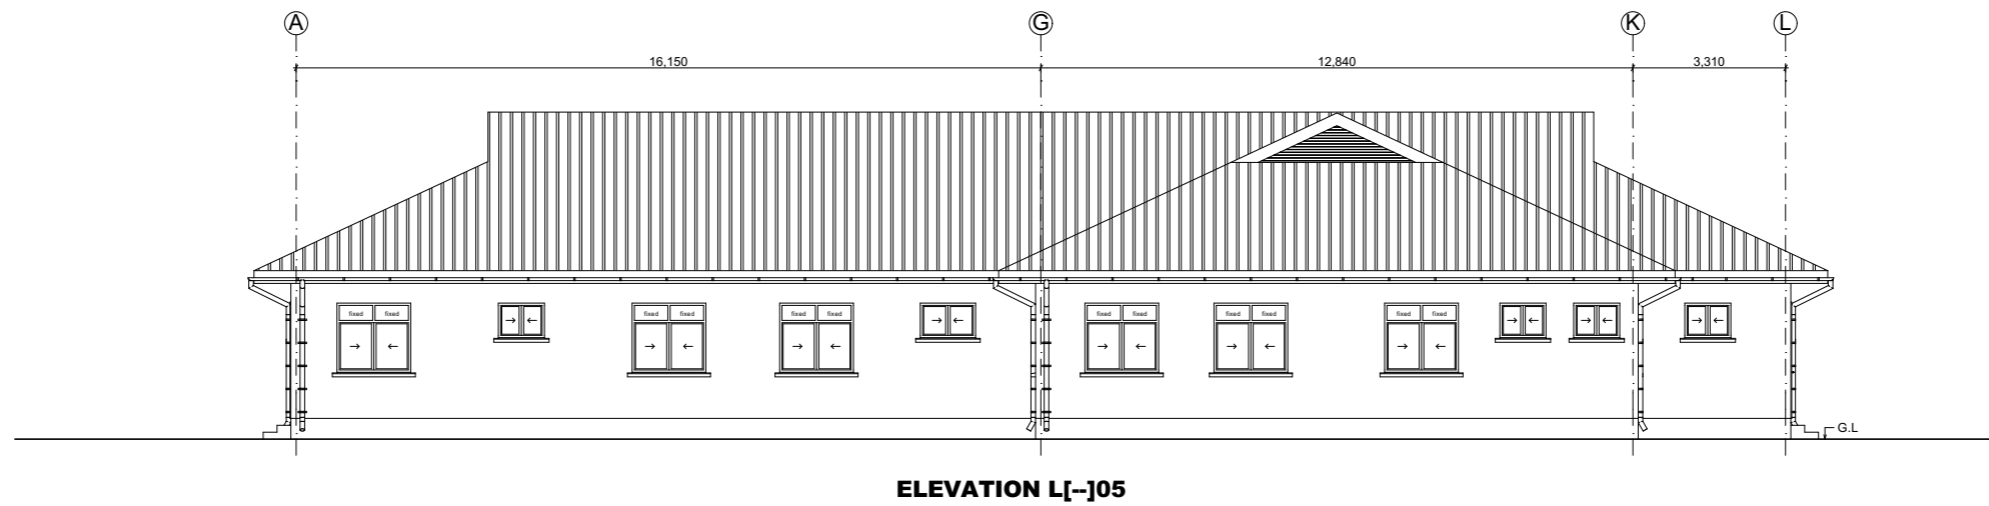 A G K L
16,150 12,840 3,310
fixed fixed fixed fixed fixed fixed fixed fixed fixed fixed fixed fixed
G.L
ELEVATION L[--]05